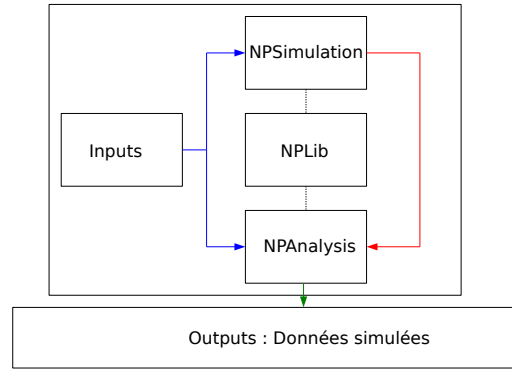 NPSimulation
Inputs
NPLib
NPAnalysis
Outputs : Données simulées